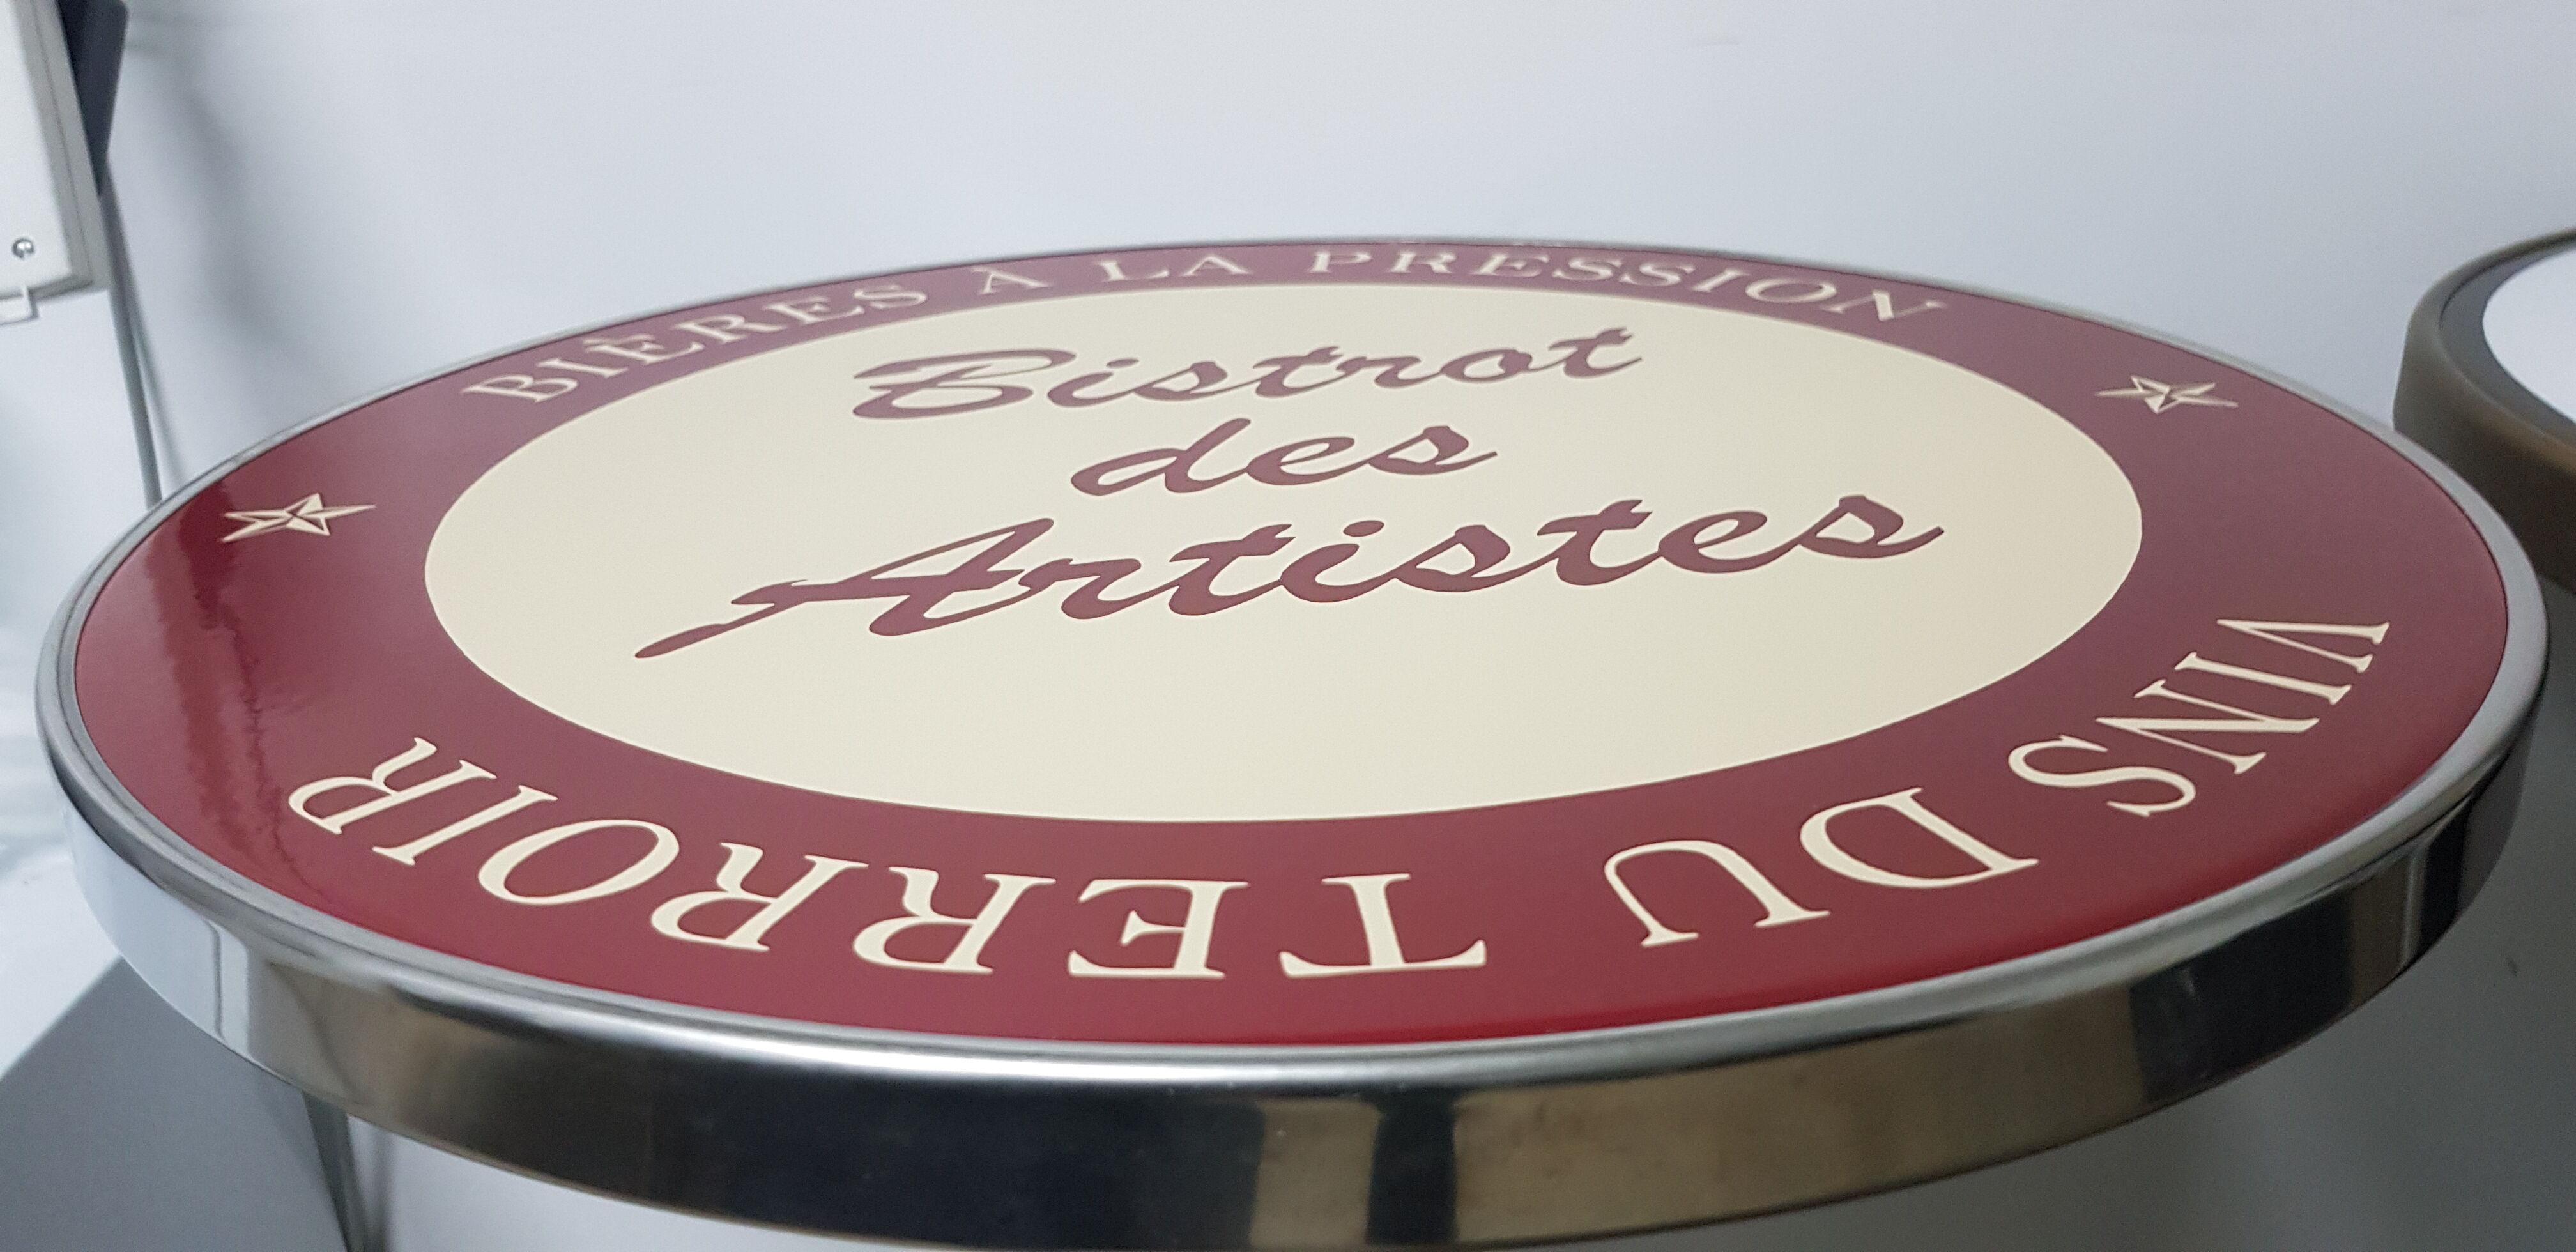 BIÈRES À LA PRESSION
Bistrot
des
Artistes
VINS DU TERROIR